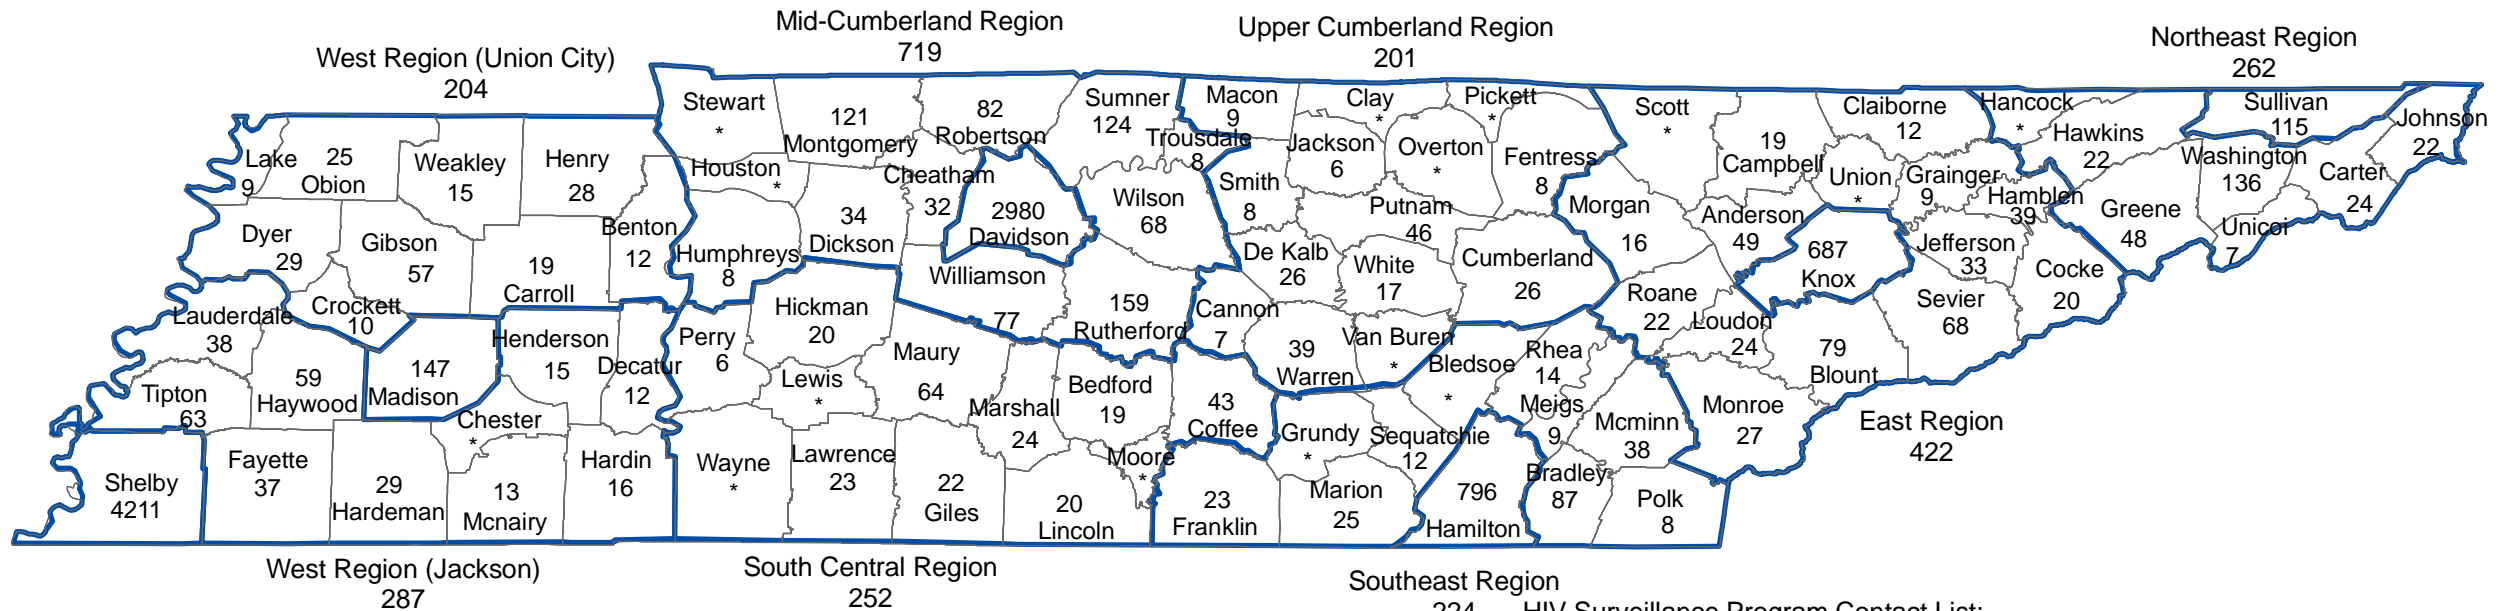 Mid-Cumberland Region
719
Upper Cumberland Region
201
Northeast Region
262
West Region (Union City)
204
Stewart
*
121
Montgomery
82
Robertson
Sumner
124
Macon
9
Trousdale
8
Clay
*
Pickett
*
Scott
*
Claiborne
12
Hancock
*
Sullivan
115
Johnson
22
Lake
9
25
Obion
Weakley
15
Henry
28
Houston
*
Cheatham
32
Jackson
6
Overton
*
Fentress
8
19
Campbell
Union
*
Grainger
9
Hamblen
39
Hawkins
22
Washington
136
Carter
24
Dyer
29
Gibson
57
19
Carroll
Benton
12
Humphreys
8
34
Dickson
2980
Davidson
Wilson
68
Smith
8
Putnam
46
Morgan
16
Anderson
49
687
Knox
Jefferson
33
Greene
48
Unicoi
7
Cocke
20
Sevier
68
Williamson
77
De Kalb
26
White
17
Cumberland
26
Roane
22
Loudon
24
Lauderdale
38
Crockett
10
Henderson
15
Decatur
12
Perry
6
Hickman
20
159
Rutherford
Cannon
7
39
Warren
Van Buren
*
Bledsoe
*
Rhea
14
Meigs
9
79
Blount
Tipton
63
59
Haywood
147
Madison
Chester
*
Lewis
*
Maury
64
Marshall
24
Bedford
19
43
Coffee
Grundy
*
Sequatchie
12
Mcminn
38
Monroe
27
East Region
422
Shelby
4211
Fayette
37
29
Hardeman
13
Mcnairy
Hardin
16
Wayne
*
Lawrence
23
22
Giles
20
Lincoln
Moore
*
23
Franklin
Marion
25
796
Hamilton
Bradley
87
Polk
8
West Region (Jackson)
287
South Central Region
252
Southeast Region
224
HIV Surveillance Program Contact List: